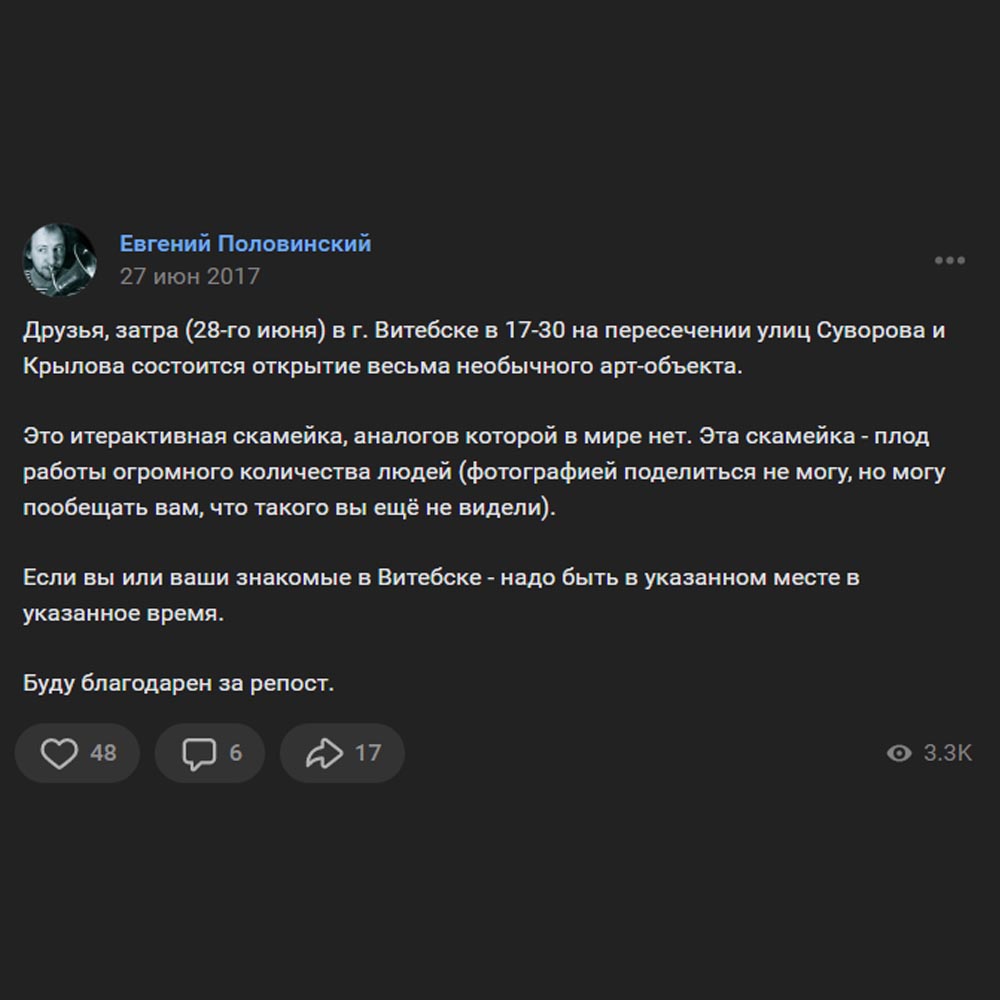 Евгений Половинский
27 июн 2017
Друзья, затра (28-го июня) в г. Витебске в 17-30 на пересечении улиц Суворова и
Крылова состоится открытие весьма необычного арт-объекта.
Это итерактивная скамейка, аналогов которой в мире нет. Эта скамейка - плод
работы огромного количества людей (фотографией поделиться не могу, но могу
пообещать вам, что такого вы ещё не видели).
Если вы или ваши знакомые в Витебске - надо быть в указанном месте в
указанное время.
Буду благодарен за репост.
48 6 17 3.3K